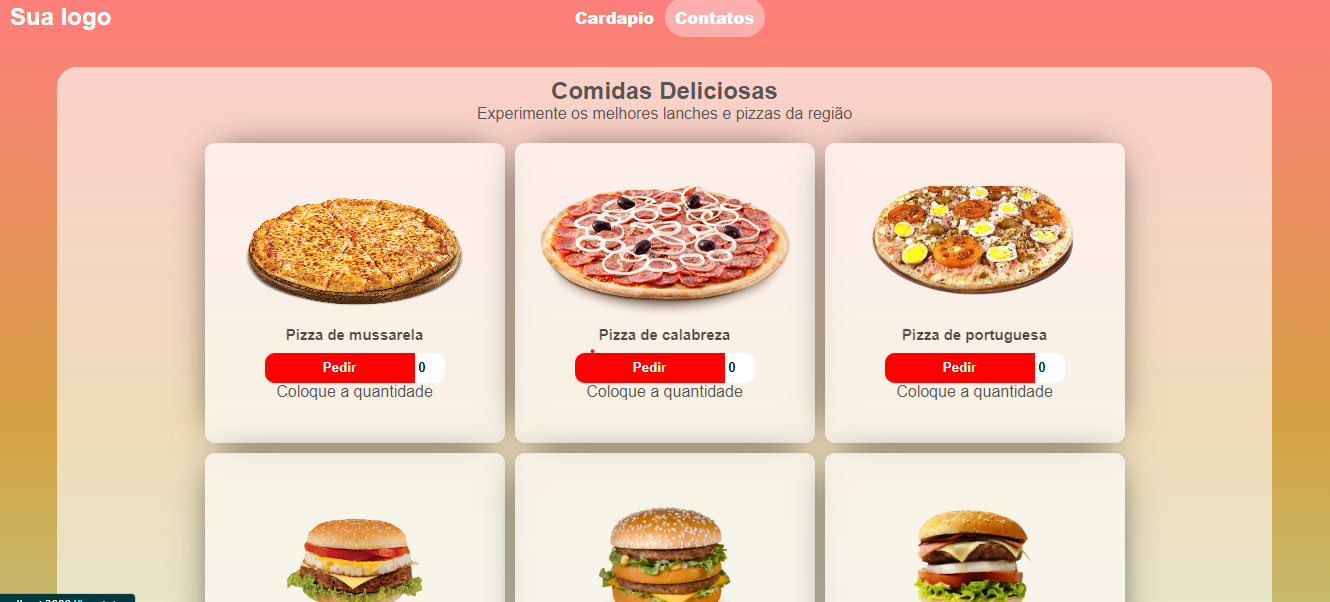 Sua logo
Cardapio Contatos
Comidas Deliciosas
Experimente os melhores lanches e pizzas da região
Pizza de mussarela
Pedir 0
Coloque a quantidade
Pizza de calabreza
Pedir 0
Coloque a quantidade
Pizza de portuguesa
Pedir 0
Coloque a quantidade